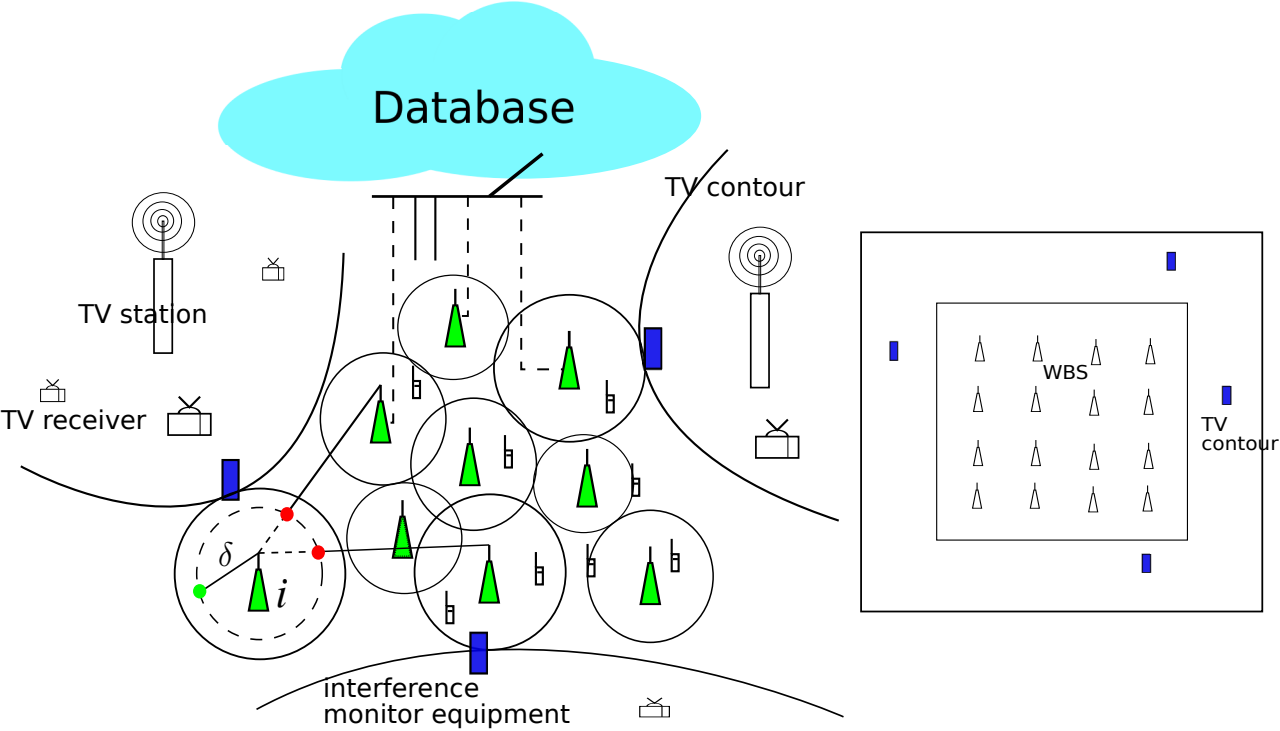 Database
TV contour
TV station
TV receiver
WBS
TV
contour
δ
i
interference
monitor equipment